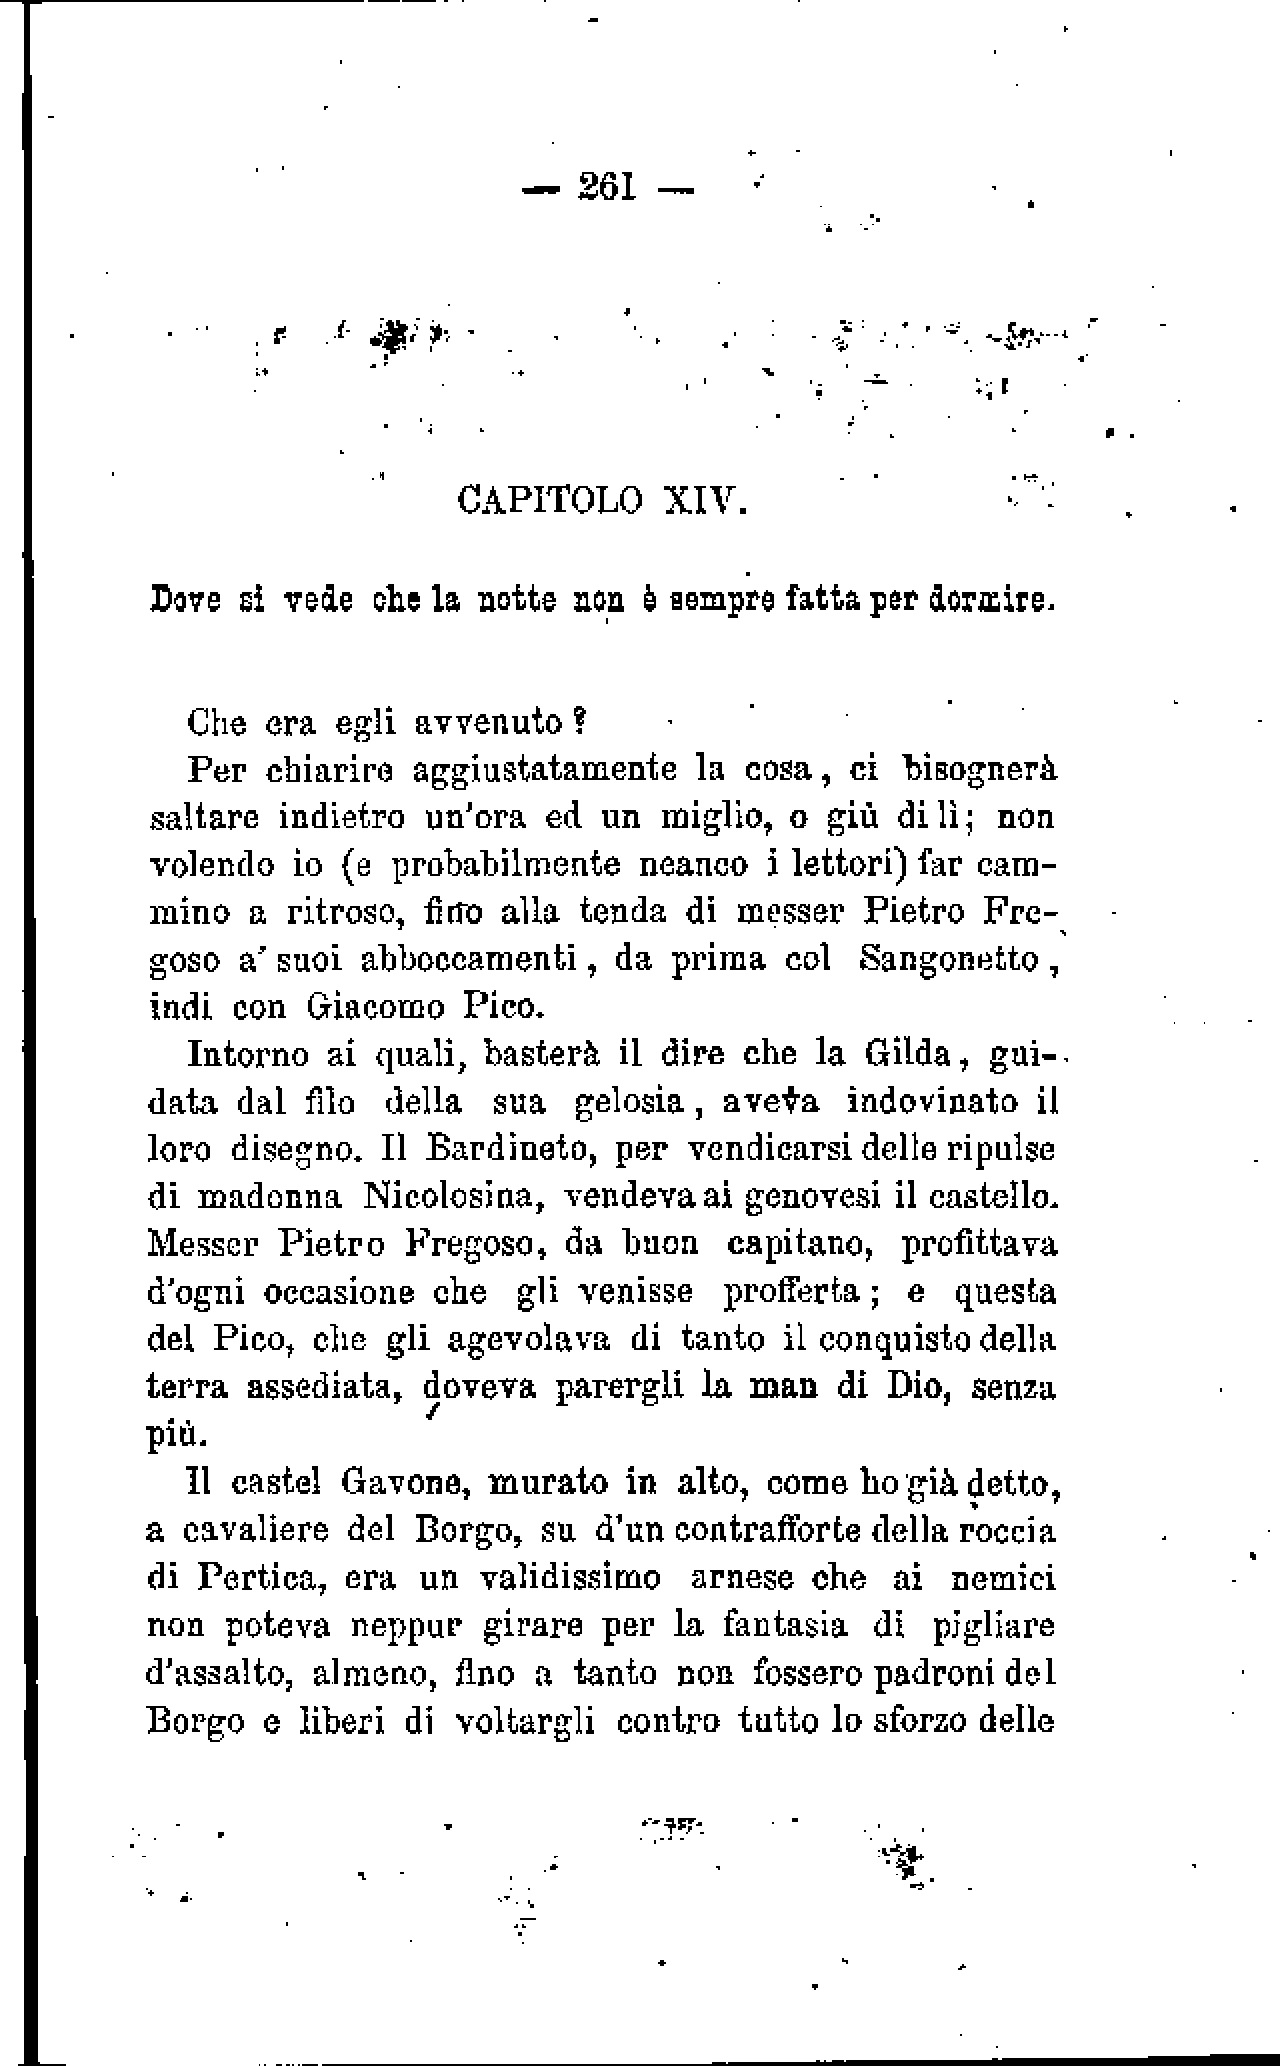 — 261 —
CAPITOLO XIV.
Dove si vede che la notte non è sempre fatta per dormire.
Che era egli avvenuto?
Per chiarire aggiustatamente la cosa, ci bisognerà
saltare indietro un'ora ed un miglio, o giù di lì; non
volendo io (e probabilmente neanco i lettori) far cam-
mino a ritroso, fino alla tenda di messer Pietro Fre-
goso a' suoi abboccamenti, da prima col Sangonetto,
indi con Giacomo Pico.
Intorno ai quali, basterà il dire che la Gilda, gui-
data dal filo della sua gelosia, aveva indovinato il
loro disegno. Il Bardineto, per vendicarsi delle ripulse
di madonna Nicolosina, vendeva ai genovesi il castello.
Messer Pietro Fregoso, da buon capitano, profittava
d'ogni occasione che gli venisse profferta; e questa
del Pico, che gli agevolava di tanto il conquisto della
terra assediata, doveva parergli la man di Dio, senza
più.
Il castel Gavone, murato in alto, come ho già detto,
a cavaliere del Borgo, su d'un contrafforte della roccia
di Pertica, era un validissimo arnese che ai nemici
non poteva neppur girare per la fantasia di pigliare
d'assalto, almeno, fino a tanto non fossero padroni del
Borgo e liberi di voltargli contro tutto lo sforzo delle